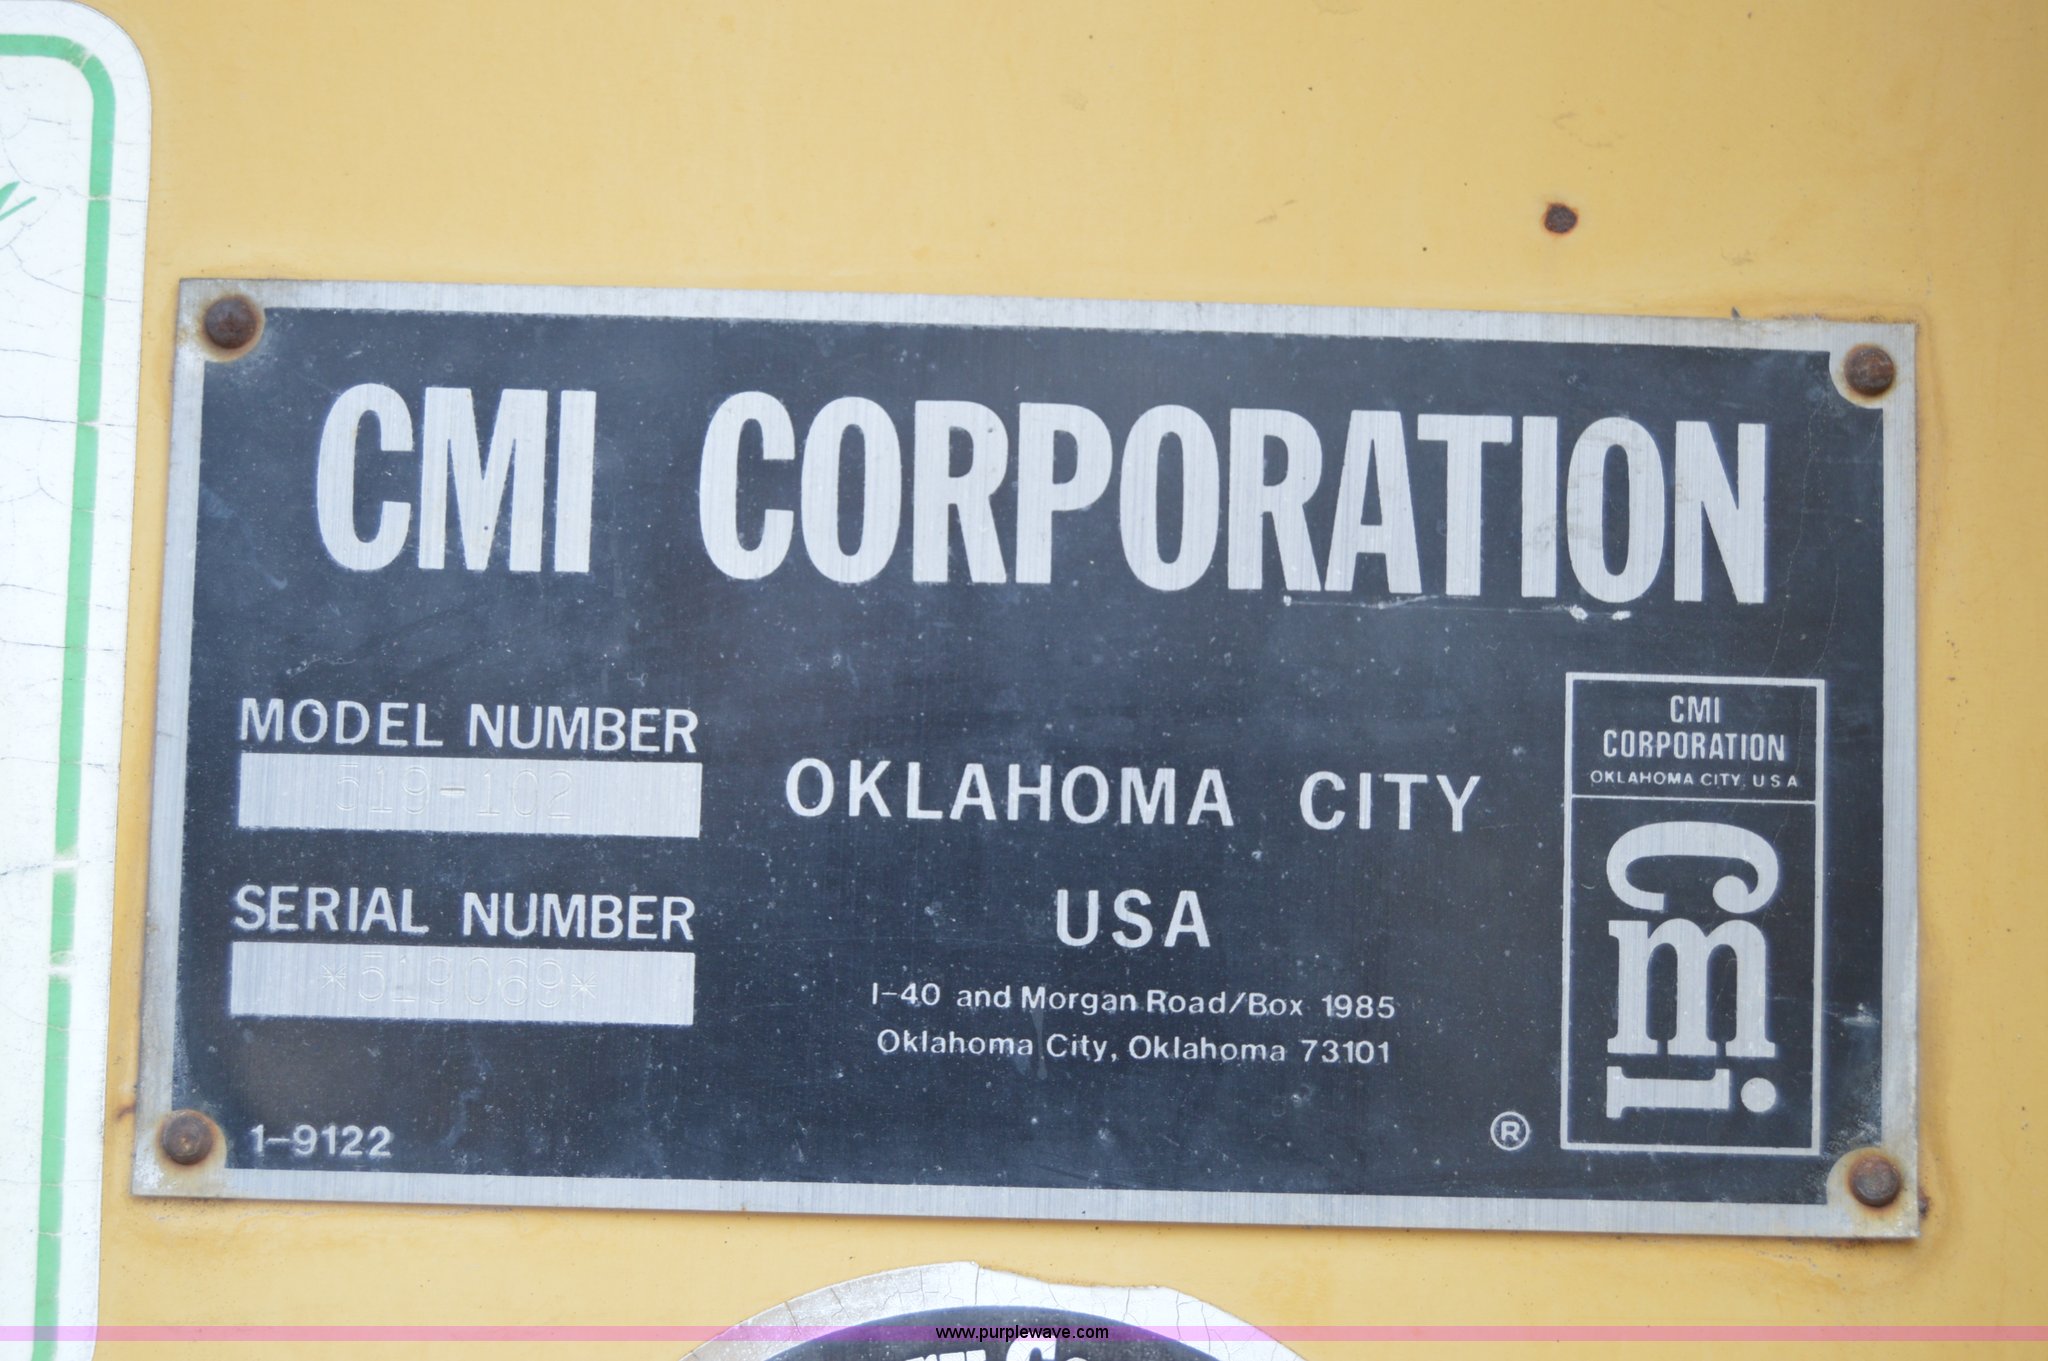 CMI CORPORATION
MODEL NUMBER
519-102
SERIAL NUMBER
*519069*
OKLAHOMA CITY
USA
I-40 and Morgan Road/Box 1985
Oklahoma City, Oklahoma 73101
1-9122
®
CMI
CORPORATION
OKLAHOMA CITY, USA
Cmi
www.purplewave.com